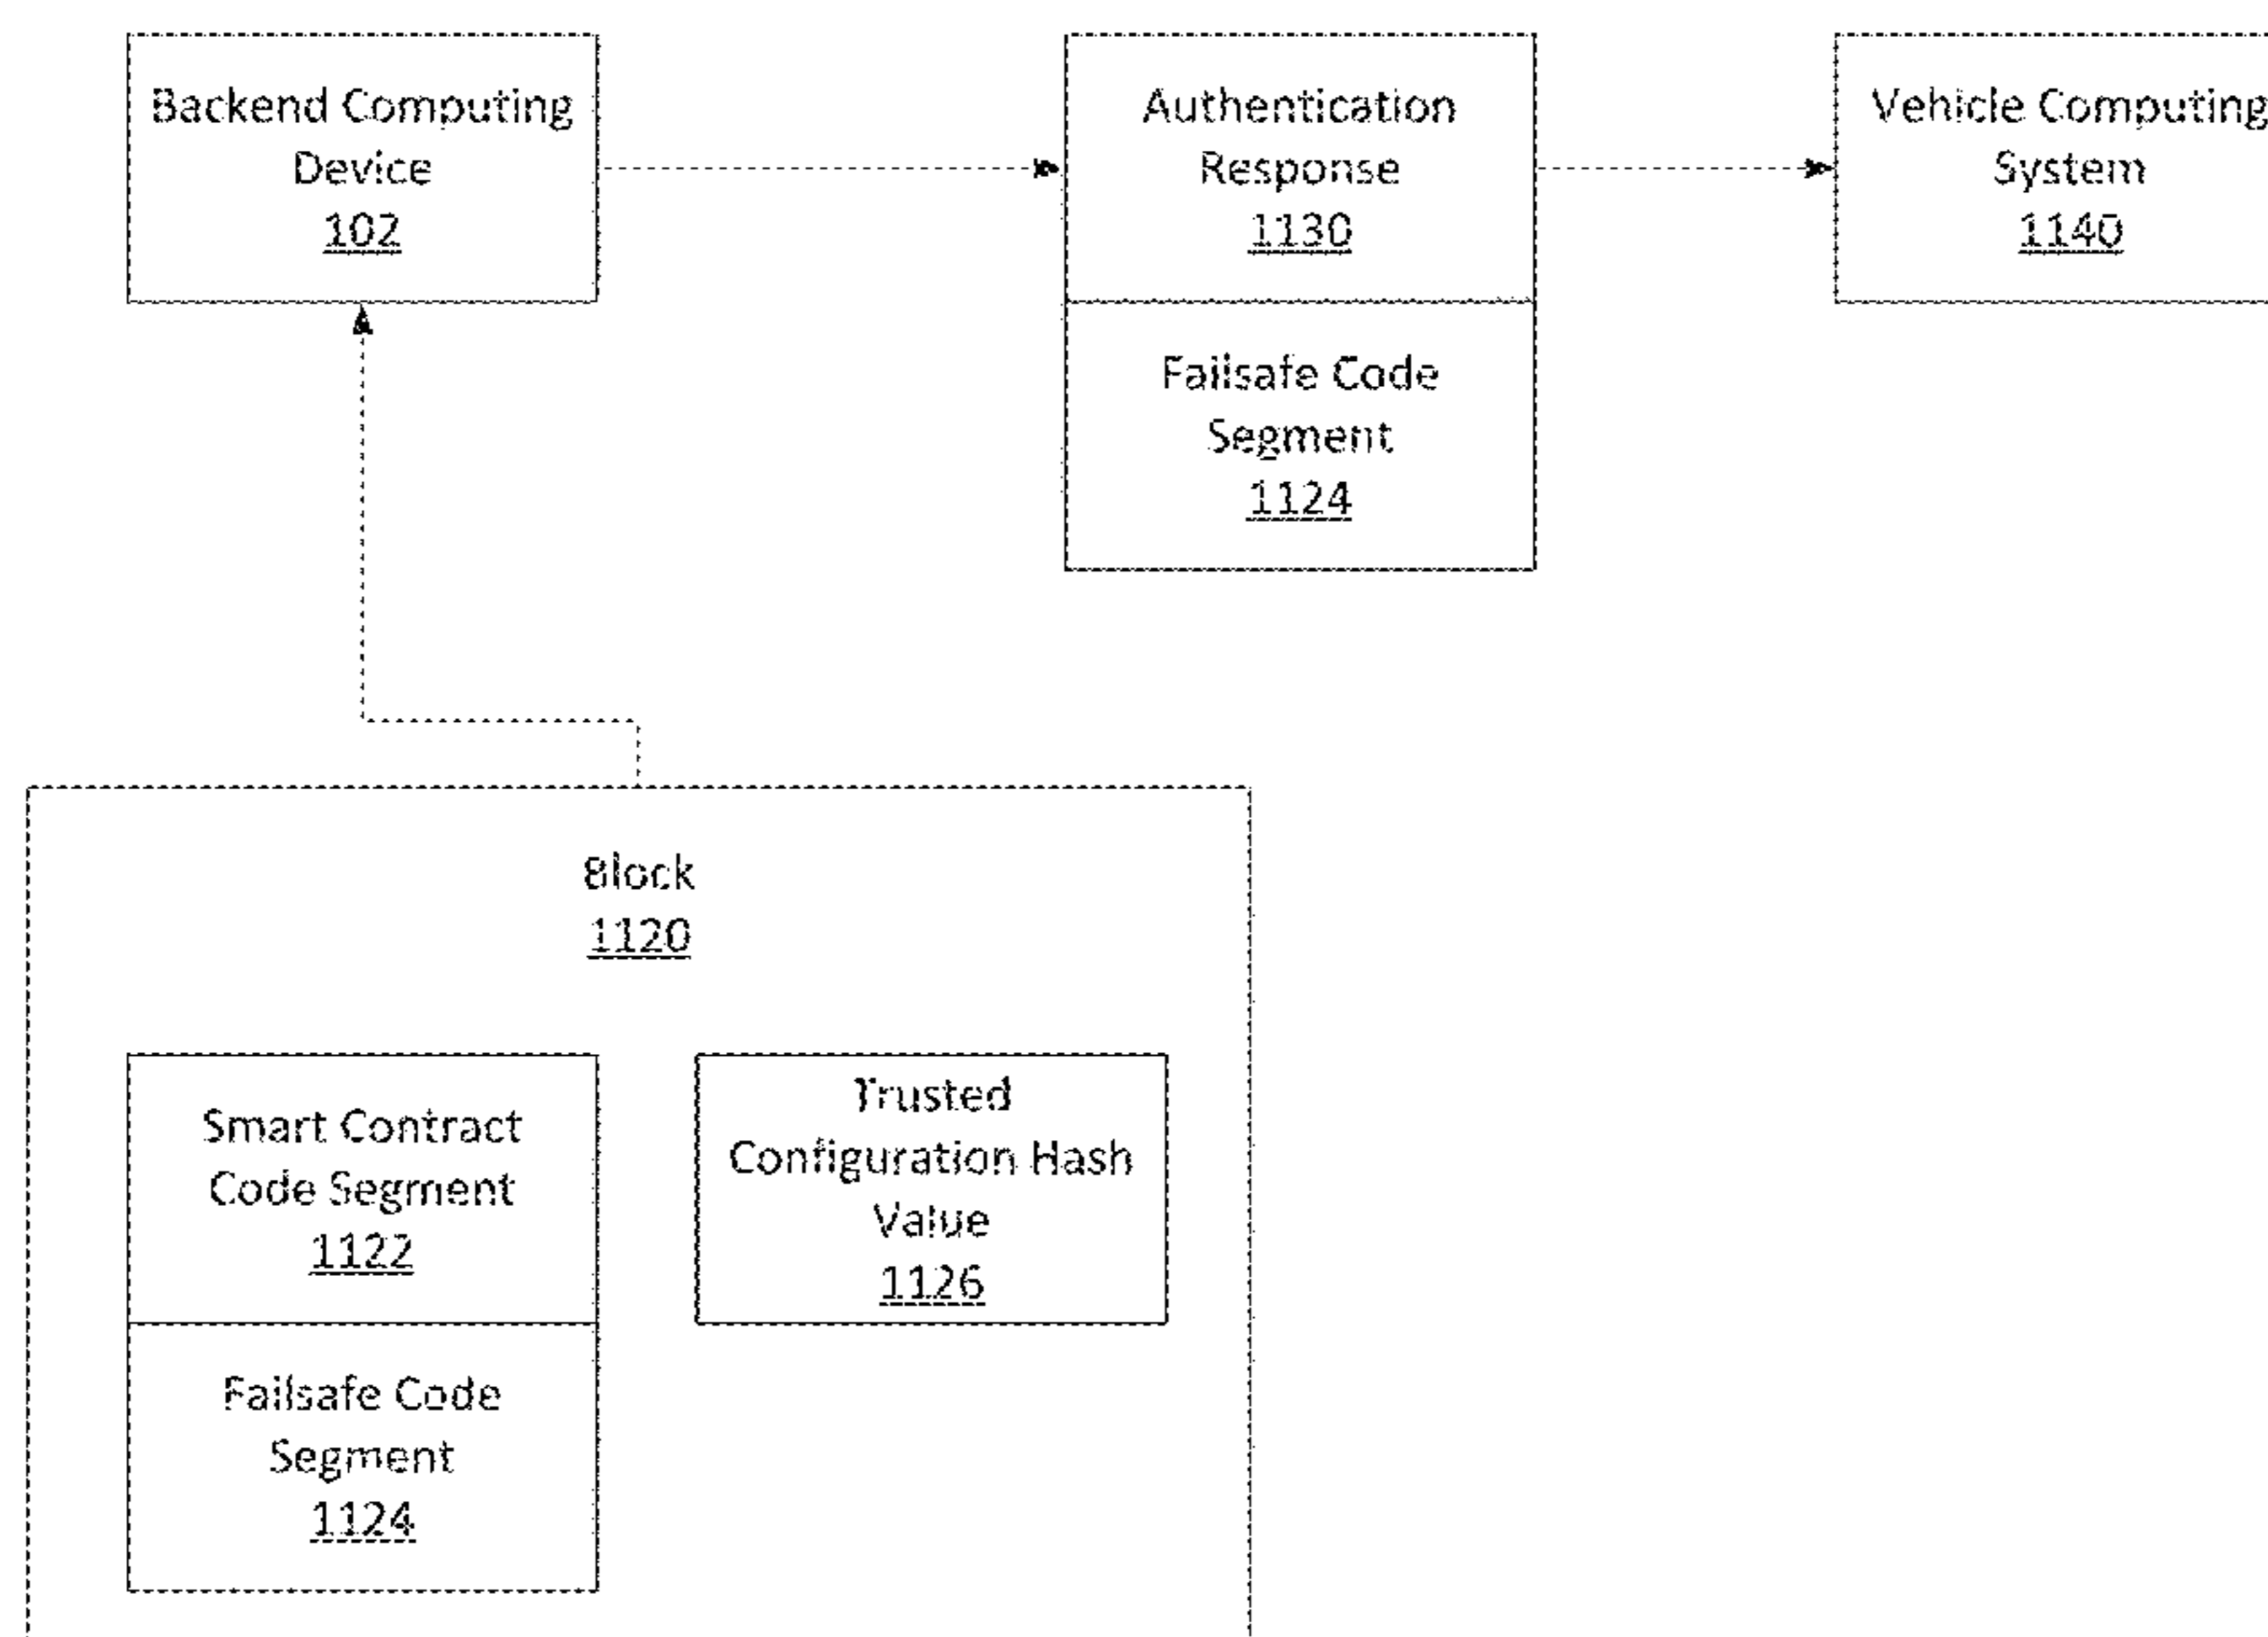 Backend Computing
Device
102
Authentication
Response
1130
Failsafe Code
Segment
1124
Vehicle Computing
System
1140
Block
1120
Smart Contract
Code Segment
1122
Failsafe Code
Segment
1124
Trusted
Configuration Hash
Value
1126